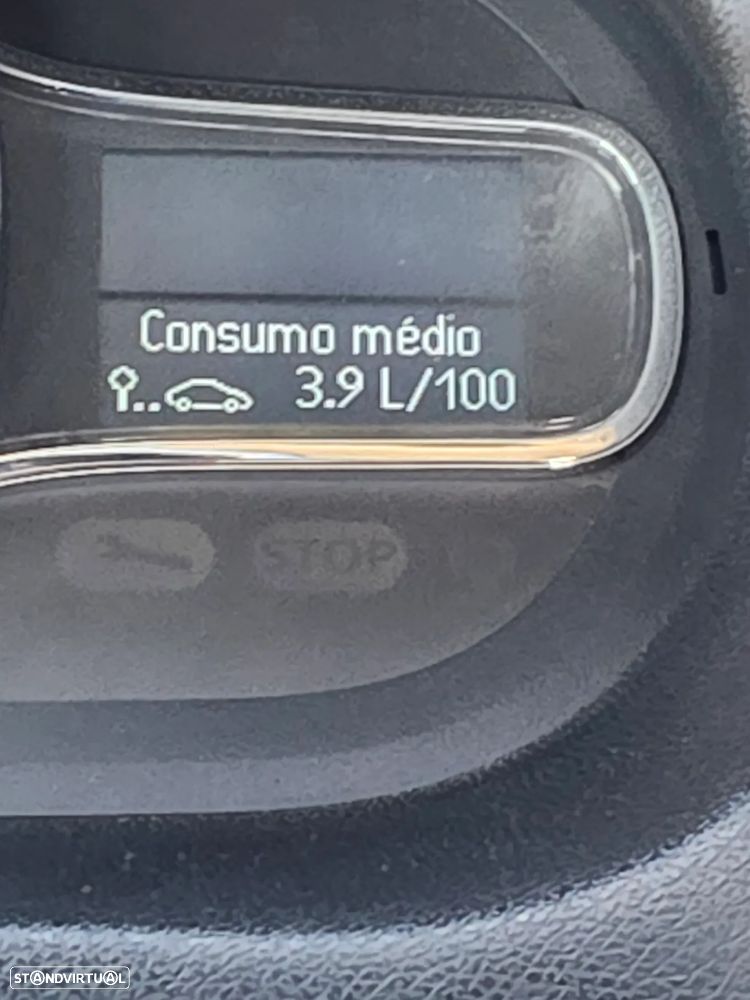 Consumo médio
3.9 L/100
STOP
STANDVIRTUAL